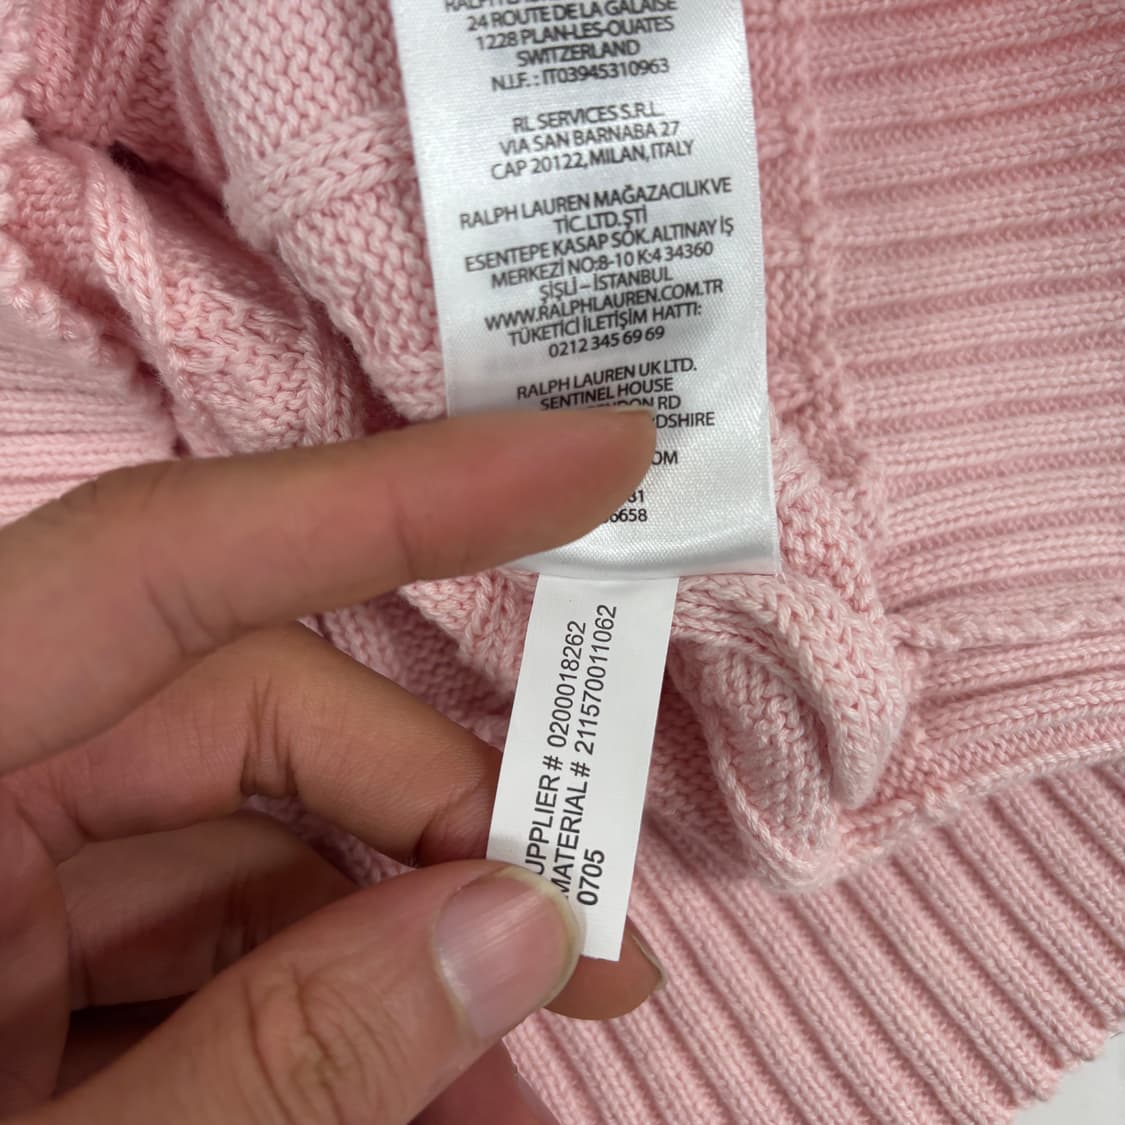 24 ROUTE DE LA GALAISE
1228 PLAN-LES-OUATES
SWITZERLAND
N.I.F. : IT03945310963
RL SERVICES S.R.L.
VIA SAN BARNABA 27
CAP 20122, MILAN, ITALY
RALPH LAUREN MAĞAZACILIK VE
TİC.LTD.ŞTİ
ESENTEPE KASAP SOK. ALTINAY İŞ
MERKEZİ NO:8-10 K:4 34360
ŞİŞLİ – İSTANBUL
WWW.RALPHLAUREN.COM.TR
TÜKETİCİ İLETİŞİM HATTI:
0212 345 69 69
RALPH LAUREN UK LTD.
SENTINEL HOUSE
RD
UPPLIER # 0200018262
MATERIAL # 211570011062
0705